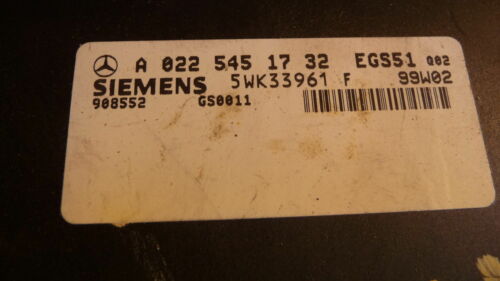 A 022 545 17 32 EGS51 Q02
SIEMENS 5WK33961 F 99W02
908552 GS0011